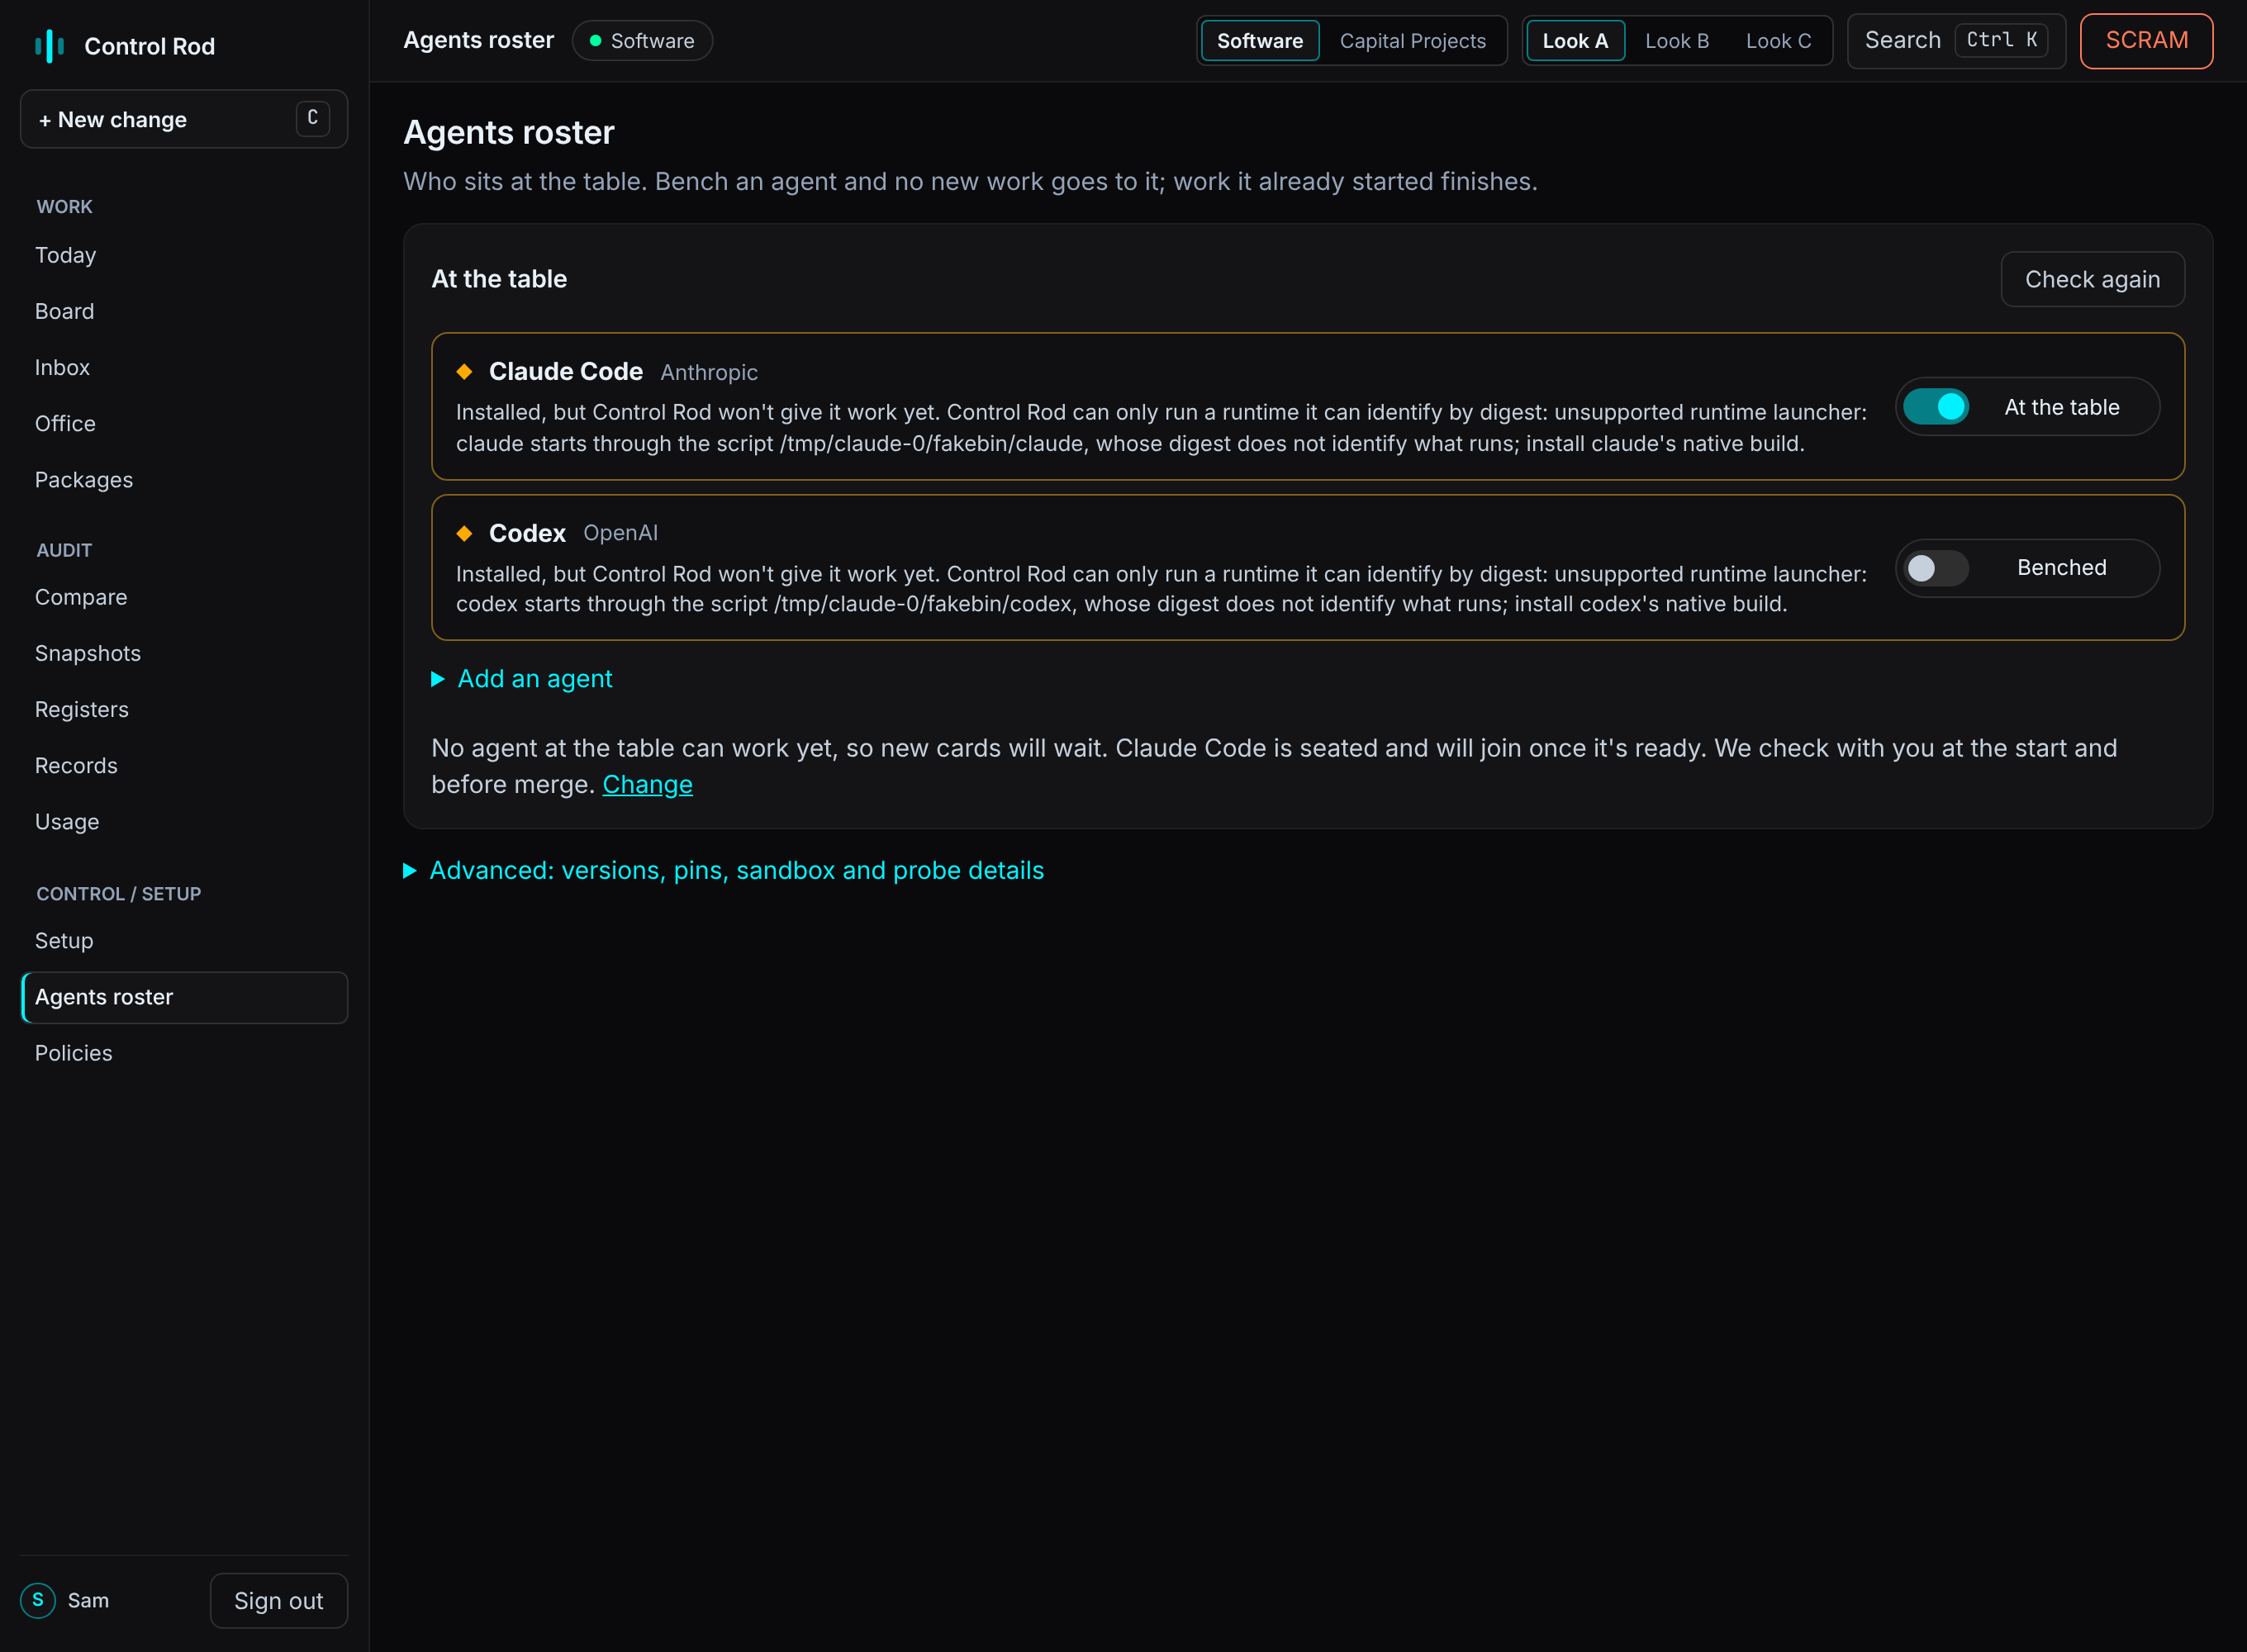 Control Rod
+ New change C
WORK
Today
Board
Inbox
Office
Packages
AUDIT
Compare
Snapshots
Registers
Records
Usage
CONTROL / SETUP
Setup
Agents roster
Policies
S Sam Sign out
Agents roster Software
Software Capital Projects Look A Look B Look C Search Ctrl K SCRAM
Agents roster
Who sits at the table. Bench an agent and no new work goes to it; work it already started finishes.
At the table Check again
Claude Code Anthropic
Installed, but Control Rod won't give it work yet. Control Rod can only run a runtime it can identify by digest: unsupported runtime launcher:
claude starts through the script /tmp/claude-0/fakebin/claude, whose digest does not identify what runs; install claude's native build.
At the table
Codex OpenAI
Installed, but Control Rod won't give it work yet. Control Rod can only run a runtime it can identify by digest: unsupported runtime launcher:
codex starts through the script /tmp/claude-0/fakebin/codex, whose digest does not identify what runs; install codex's native build.
Benched
Add an agent
No agent at the table can work yet, so new cards will wait. Claude Code is seated and will join once it's ready. We check with you at the start and
before merge. Change
Advanced: versions, pins, sandbox and probe details